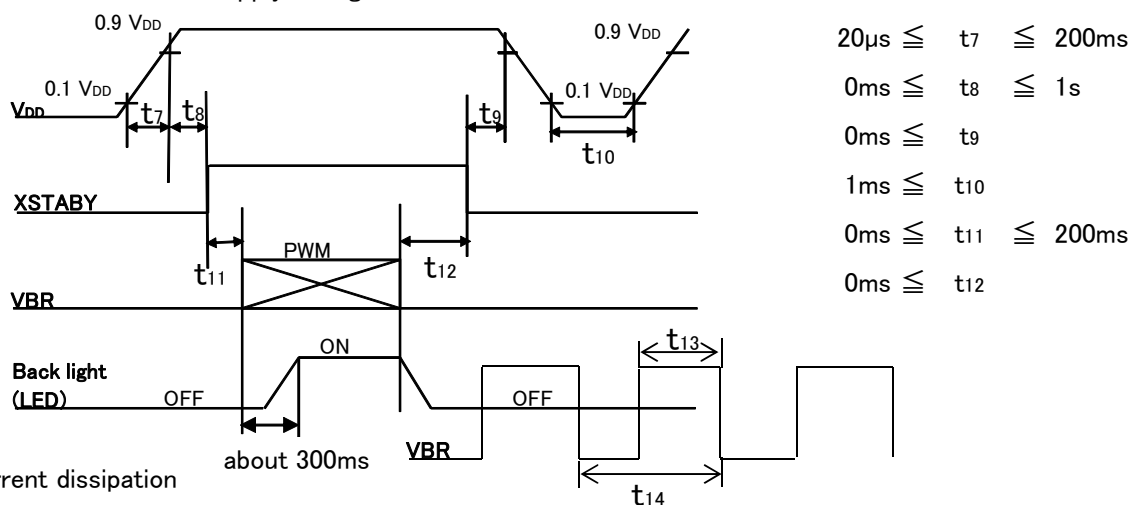 0.9 VDD
0.9 VDD
0.1 VDD
0.1 VDD
VDD
t7
t8
t9
t10
XSTABY
t11
PWM
t12
VBR
Back light
(LED)
OFF
ON
OFF
about 300ms
VBR
t13
t14
rrent dissipation
20μs ≦ t7 ≦ 200ms
0ms ≦ t8 ≦ 1s
0ms ≦ t9
1ms ≦ t10
0ms ≦ t11 ≦ 200ms
0ms ≦ t12